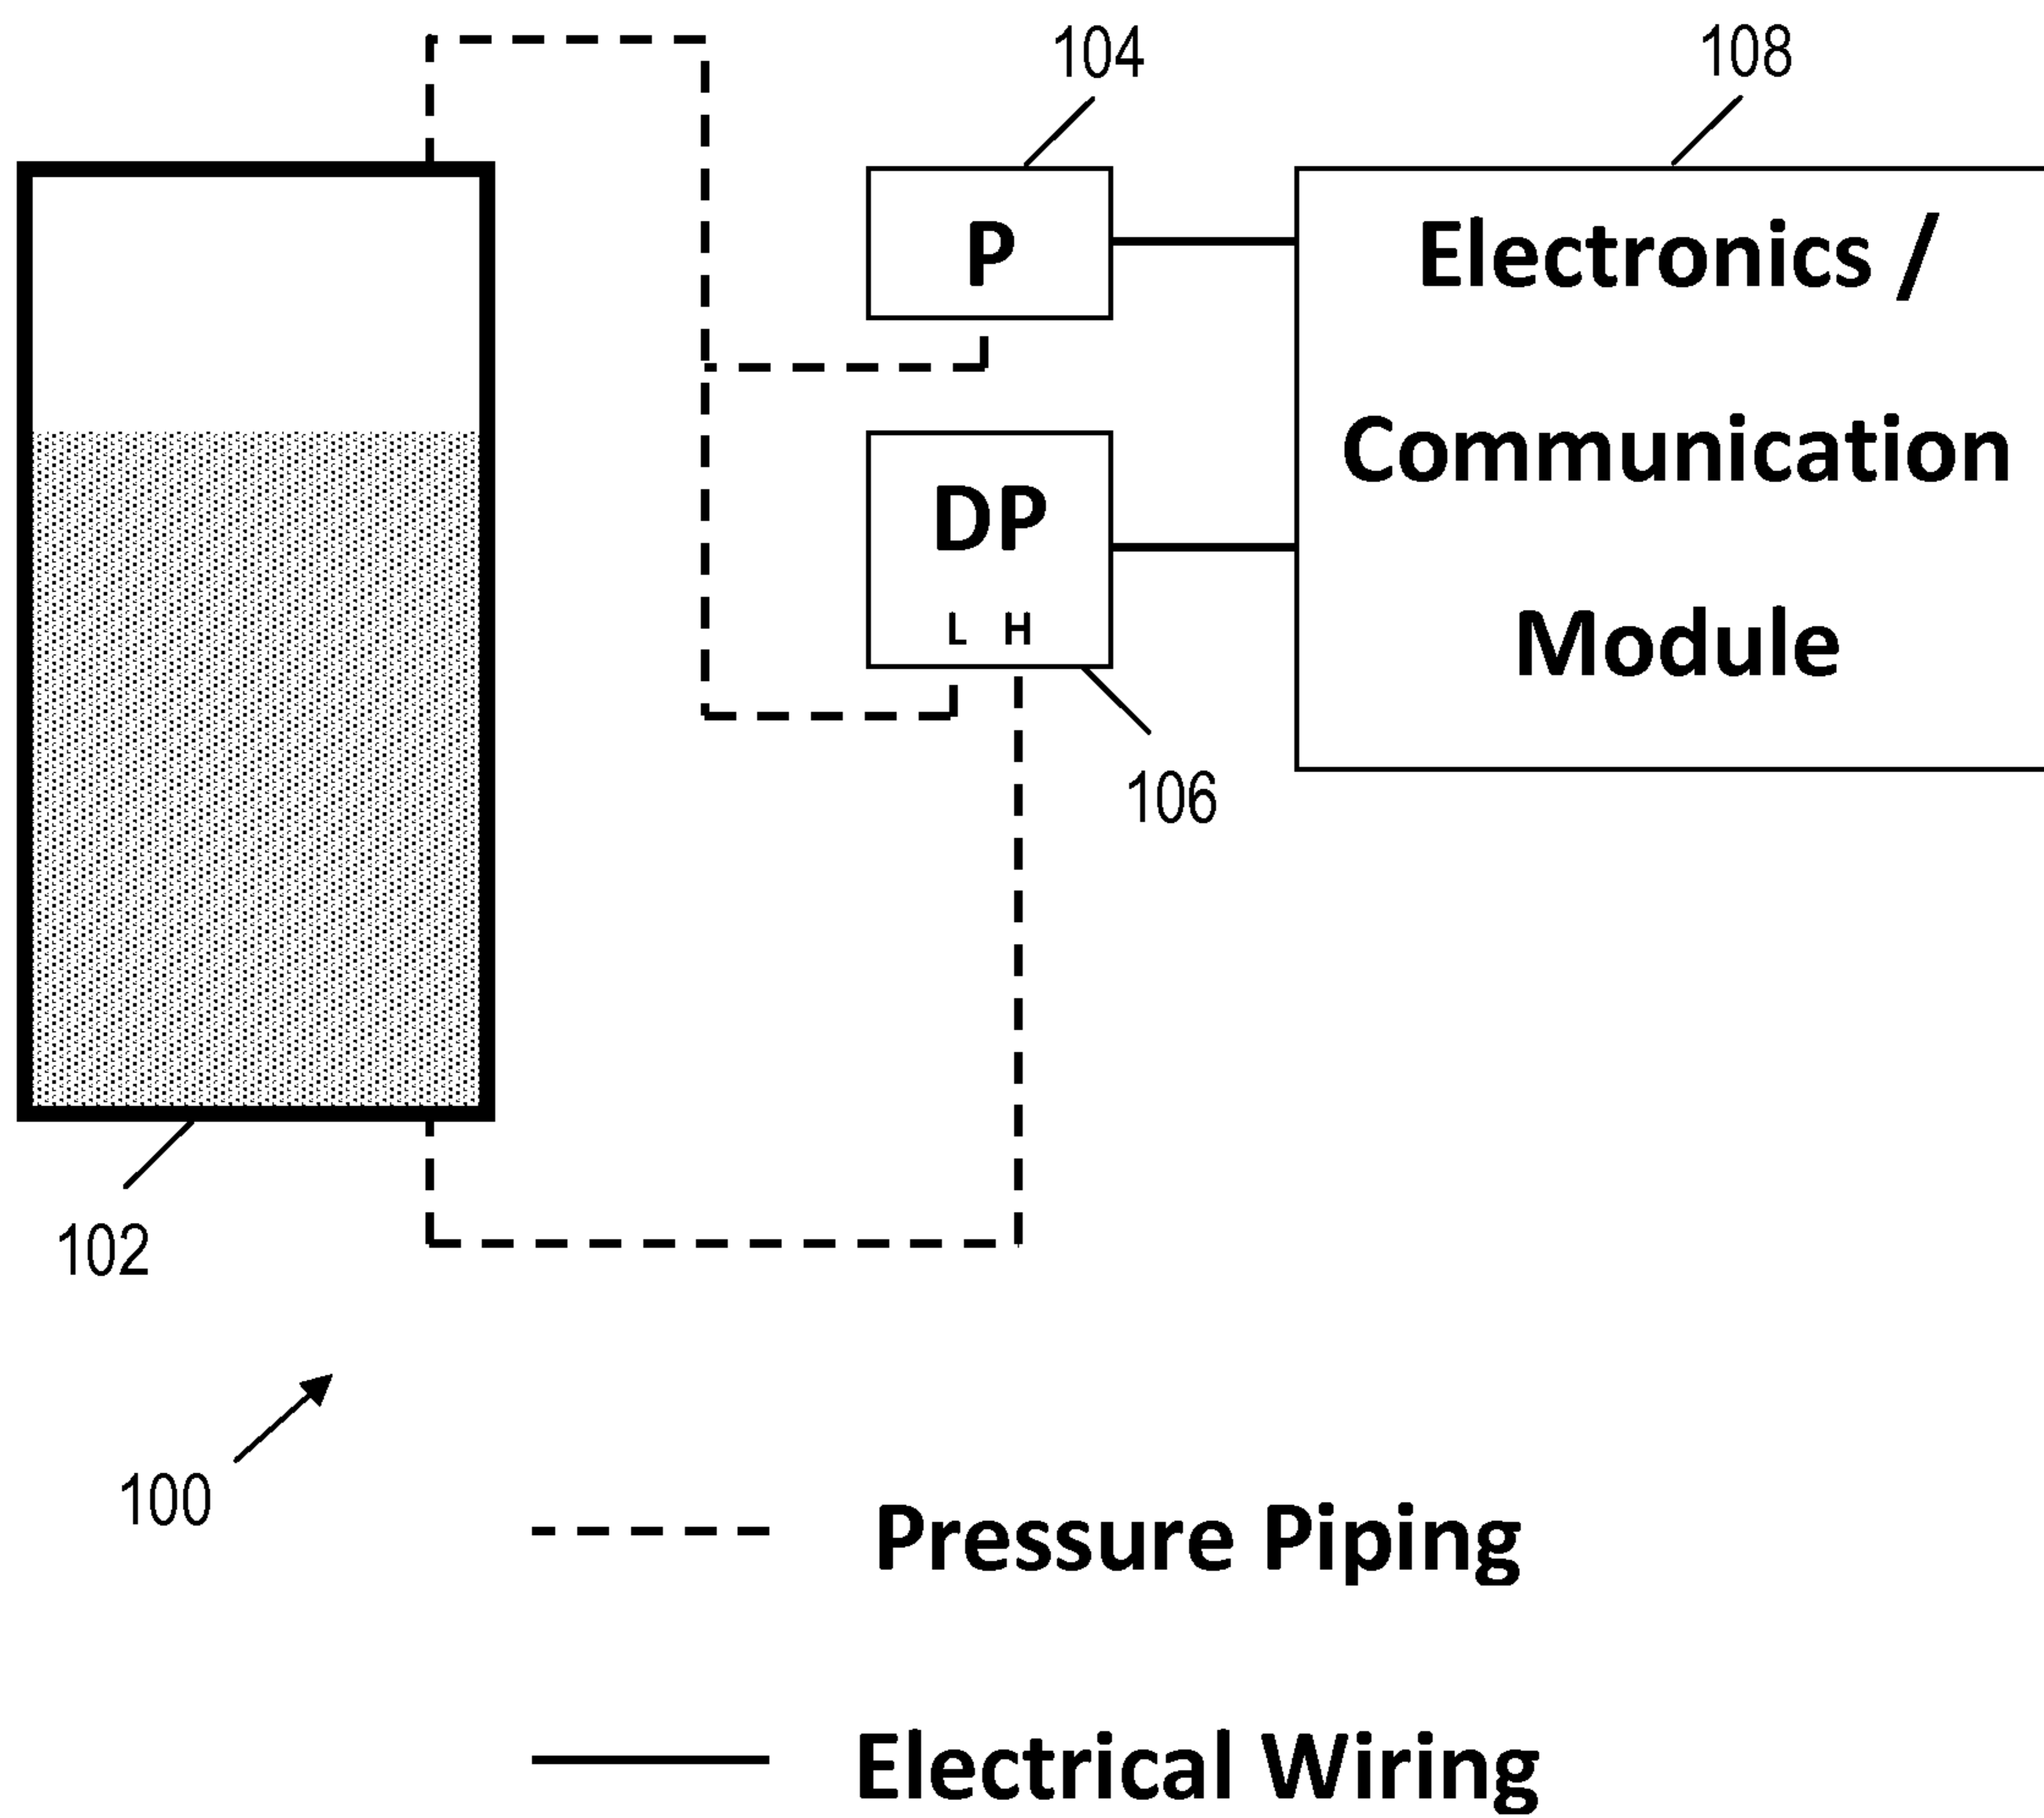 104
108
P
Electronics /
Communication
Module
DP
L H
106
102
100
Pressure Piping
Electrical Wiring